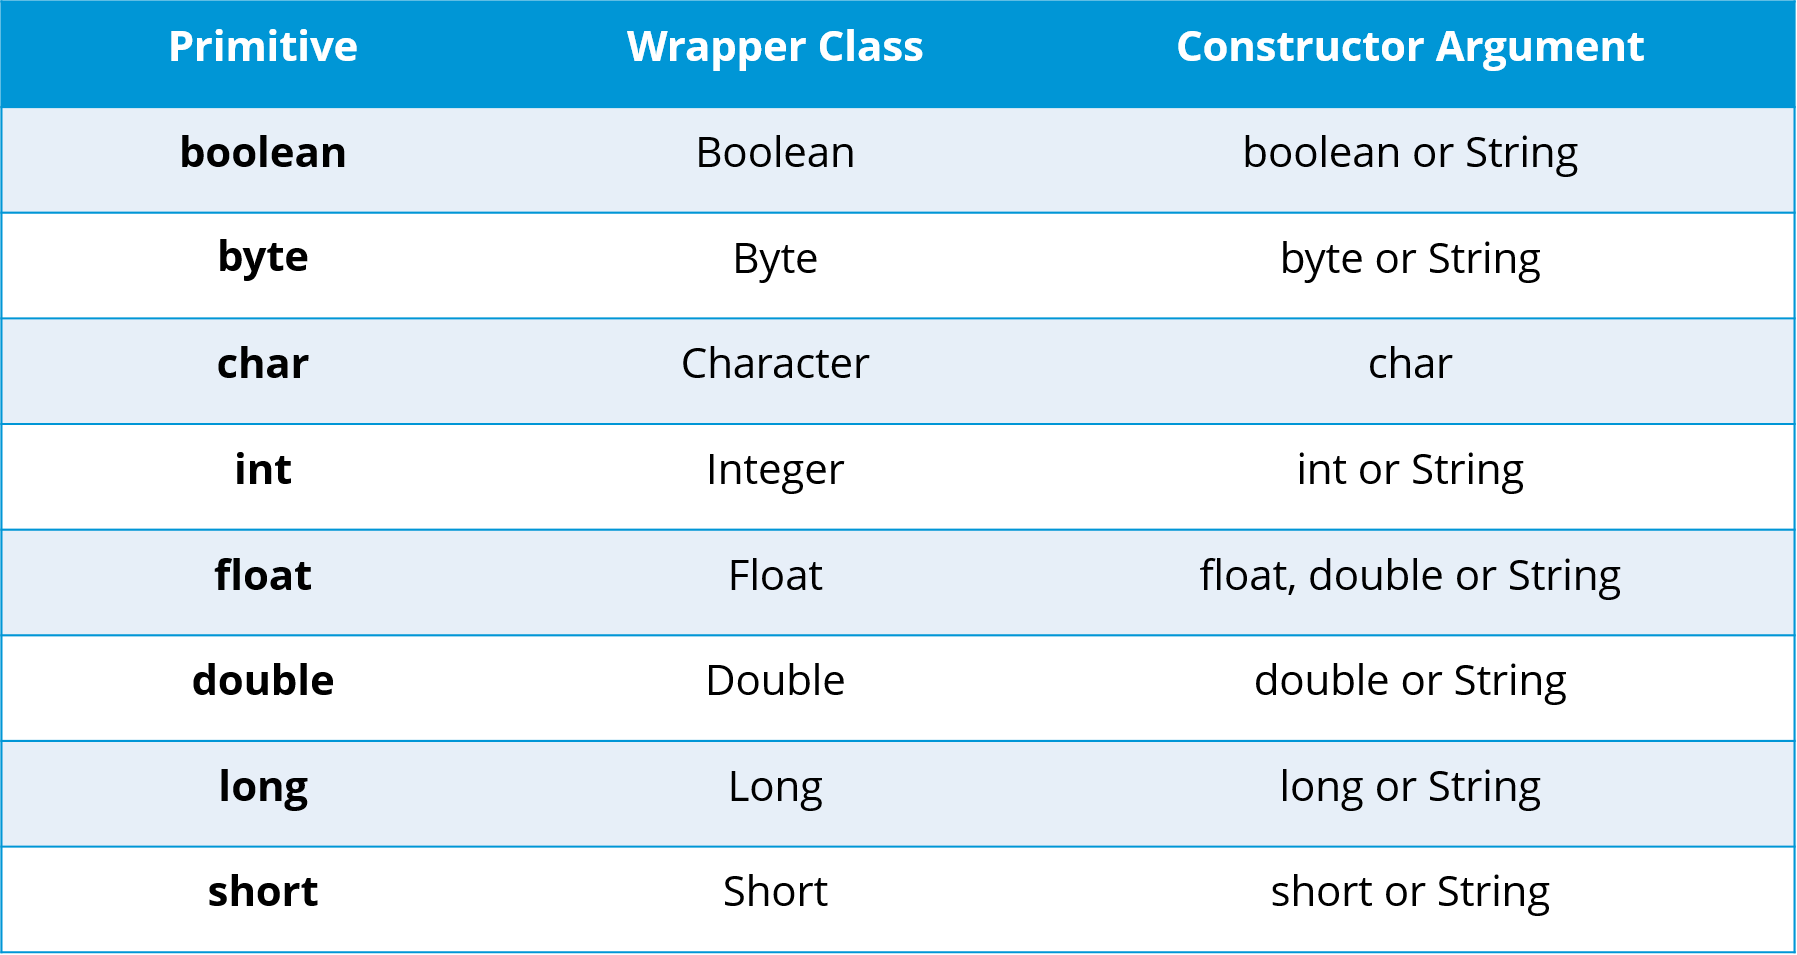 Primitive Wrapper Class Constructor Argument
boolean Boolean boolean or String
byte Byte byte or String
char Character char
int Integer int or String
float Float float, double or String
double Double double or String
long Long long or String
short Short short or String